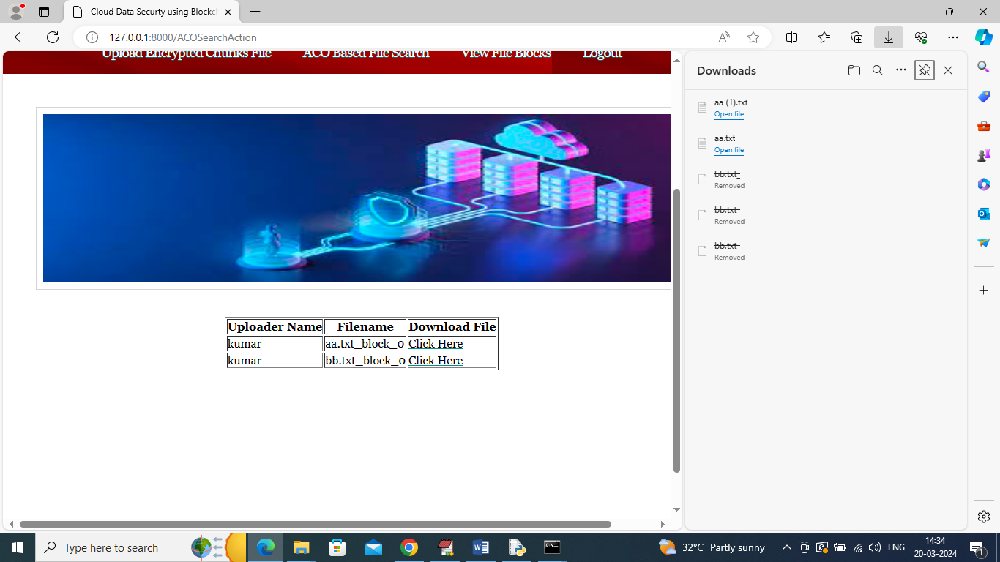 Cloud Data Securty using Blockc
127.0.0.1:8000/ACOSearchAction
Upload Encrypted Chunks File ACO Based File Search View File Blocks Logout
Uploader Name Filename Download File
kumar aa.txt_block_0 Click Here
kumar bb.txt_block_0 Click Here
Downloads
aa (1).txt
Open file
aa.txt
Open file
bb.txt_
Removed
bb.txt_
Removed
bb.txt_
Removed
Type here to search
32°C Partly sunny
ENG
14:34
20-03-2024
1